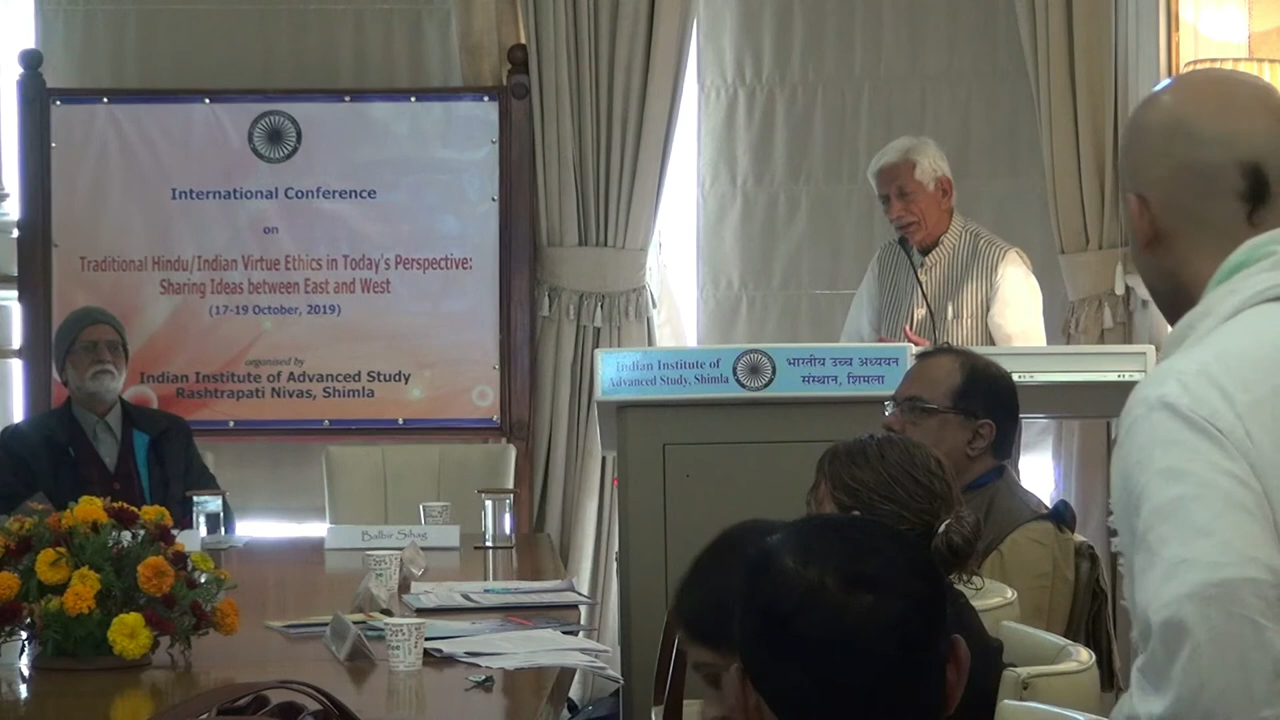 International Conference
on
Traditional Hindu/Indian Virtue Ethics in Today's Perspective:
Sharing Ideas between East and West
(17-19 October, 2019)
organised by
Indian Institute of Advanced Study
Rashtrapati Nivas, Shimla
Indian Institute of
Advanced Study, Shimla
भारतीय उच्च अध्ययन
संस्थान, शिमला
Balbir Sihag